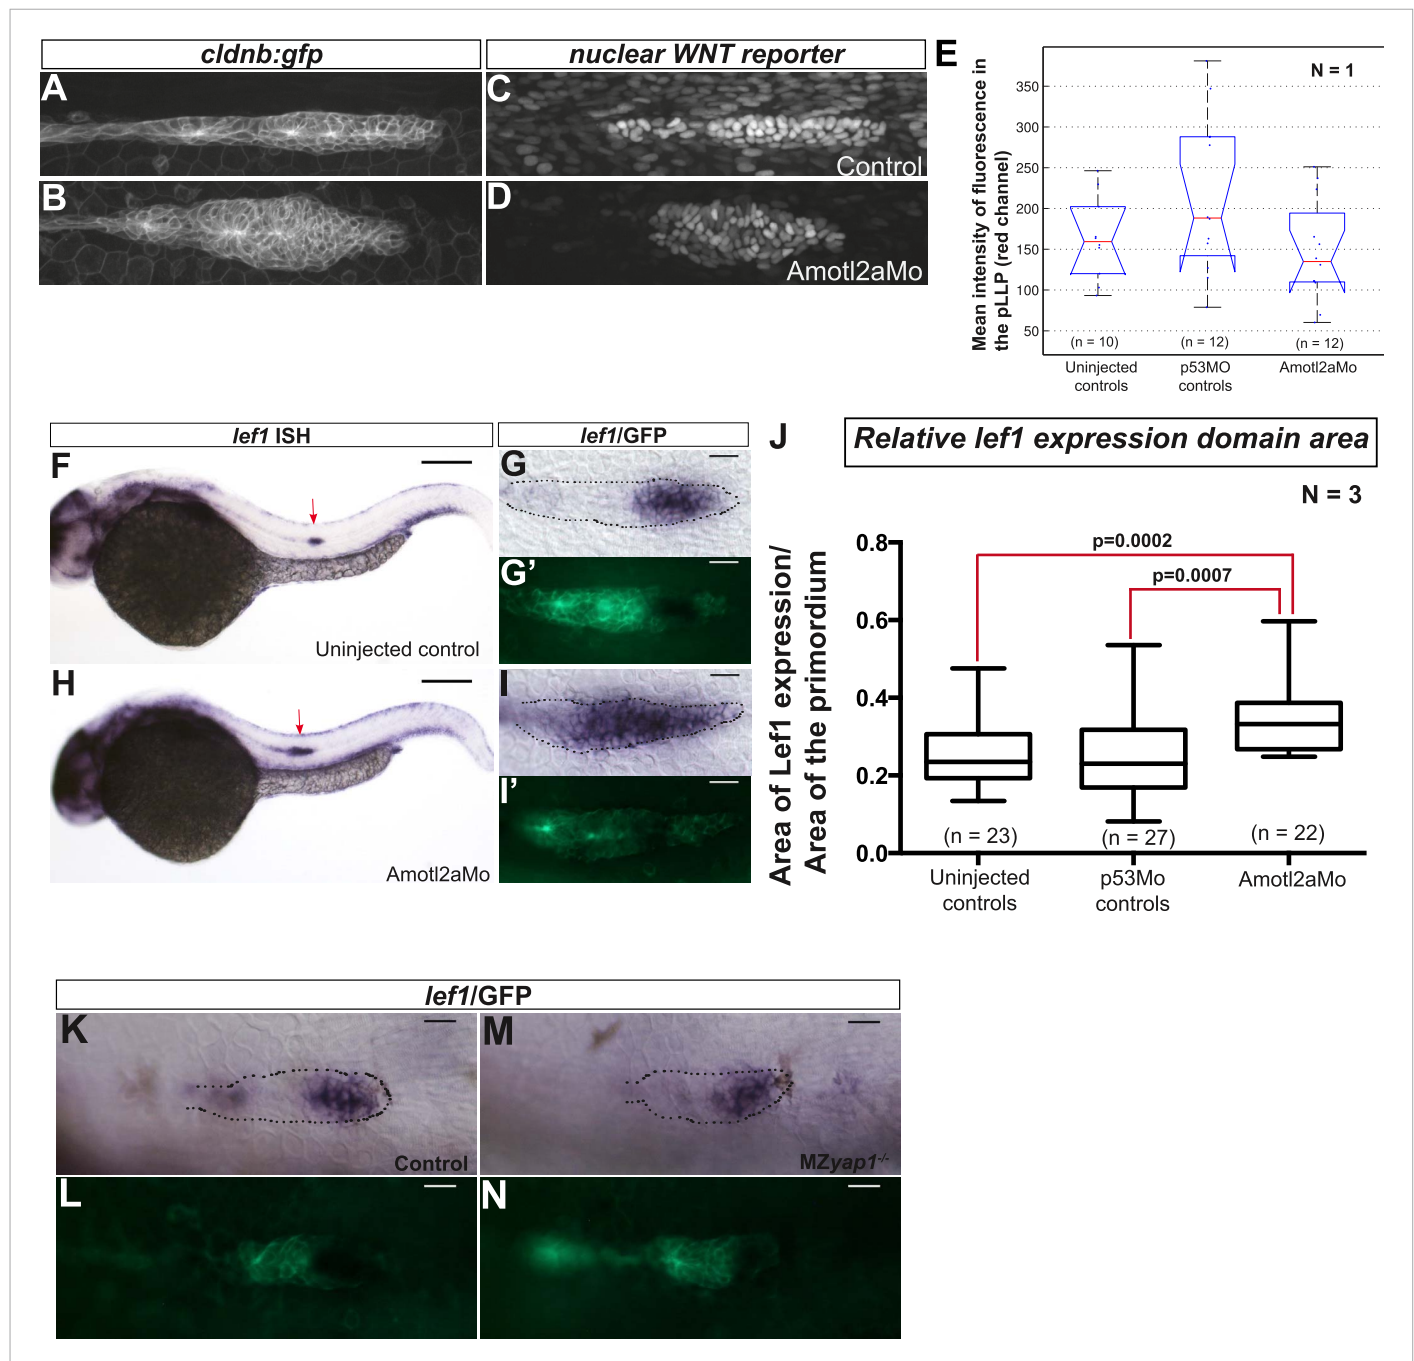 cldnb:gfp
nuclear WNT reporter
A
B
C
Control
D
Amotl2aMo
E
N = 1
Mean intensity of fluorescence in
the pLLP (red channel)
350
300
250
200
150
100
50
(n = 10)
(n = 12)
(n = 12)
Uninjected
controls
p53MO
controls
Amotl2aMo
lef1 ISH
lef1/GFP
F
Uninjected control
G
G’
H
Amotl2aMo
I
I’
J
Relative lef1 expression domain area
N = 3
Area of Lef1 expression/
Area of the primordium
0.8
0.6
0.4
0.2
0.0
p=0.0002
p=0.0007
(n = 23)
(n = 27)
(n = 22)
Uninjected
controls
p53Mo
controls
Amotl2aMo
lef1/GFP
K
Control
M
MZyap1-/-
L
N